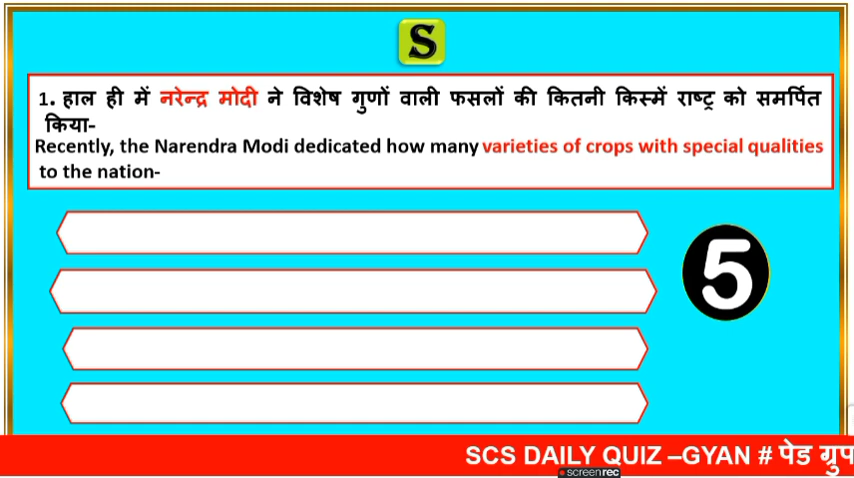 S
1. हाल ही में नरेन्द्र मोदी ने विशेष गुणों वाली फसलों की कितनी किस्में राष्ट्र को समर्पित
किया-
Recently, the Narendra Modi dedicated how many varieties of crops with special qualities
to the nation-
5
SCS DAILY QUIZ –GYAN # पेड ग्रुप
screenrec